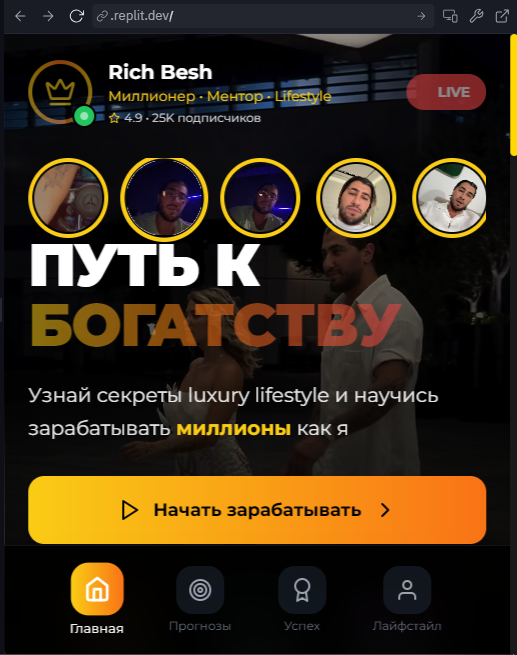 .replit.dev/
Rich Besh
Миллионер • Ментор • Lifestyle
4.9 • 25K подписчиков
LIVE
ПУТЬ К
БОГАТСТВУ
Узнай секреты luxury lifestyle и научись
зарабатывать миллионы как я
Начать зарабатывать
Главная
Прогнозы
Успех
Лайфстайл